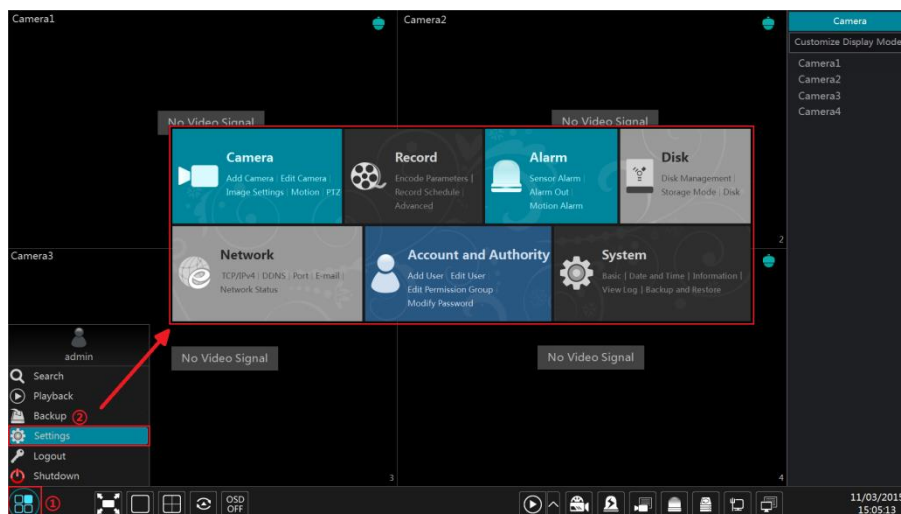 Camera1
Camera2
Camera
Customize Display Mode
Camera1
Camera2
Camera3
Camera4
No Video Signal
No Video Signal
Camera
Add Camera | Edit Camera |
Image Settings | Motion | PTZ
Record
Encode Parameters |
Record Schedule |
Advanced
Alarm
Sensor Alarm |
Alarm Out |
Motion Alarm
Disk
Disk Management |
Storage Mode | Disk
2
Camera3
Network
TCP/IPv4 | DDNS | Port | E-mail |
Network Status
Account and Authority
Add User | Edit User
Edit Permission Group
Modify Password
System
Basic | Date and Time | Information |
View Log | Backup and Restore
admin
No Video Signal
No Video Signal
Search
Playback
Backup ②
Settings
Logout
Shutdown
3
4
①
OSD
OFF
11/03/2015
15:05:13